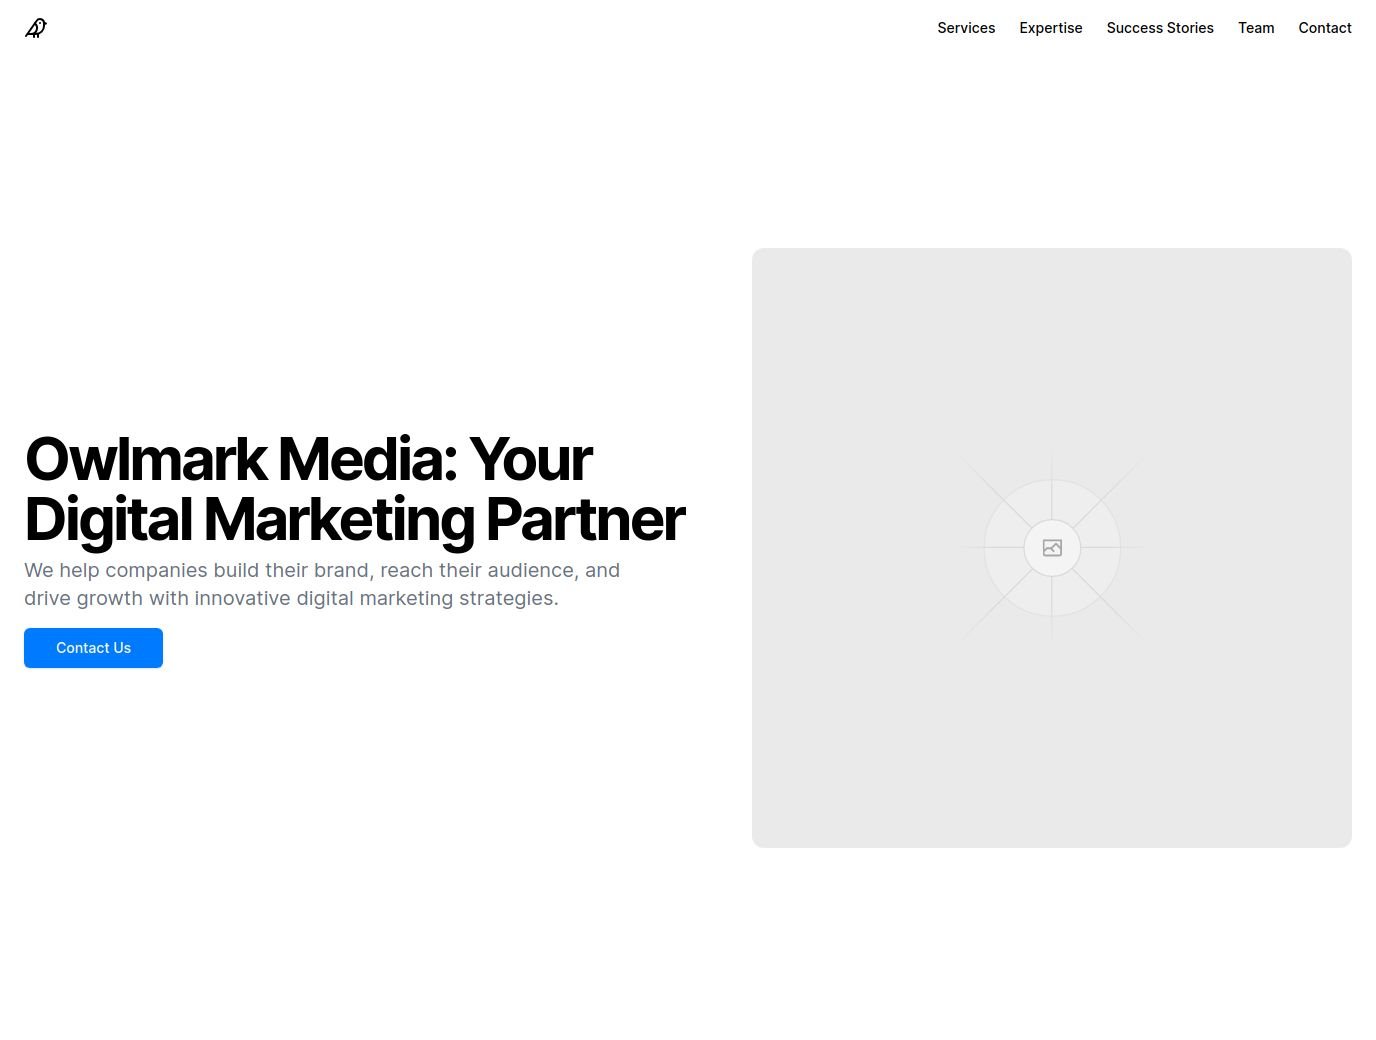 Services
Expertise
Success Stories
Team
Contact
Owlmark Media: Your
Digital Marketing Partner
We help companies build their brand, reach their audience, and
drive growth with innovative digital marketing strategies.
Contact Us